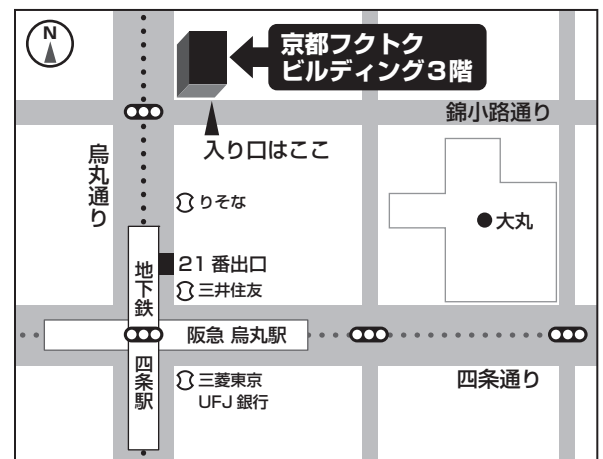 N
京都フクトク
ビルディング3階
錦小路通り
入り口はここ
烏丸通り
りそな
大丸
21番出口
三井住友
地下鉄 四条駅
阪急 烏丸駅
三菱東京
UFJ 銀行
四条通り